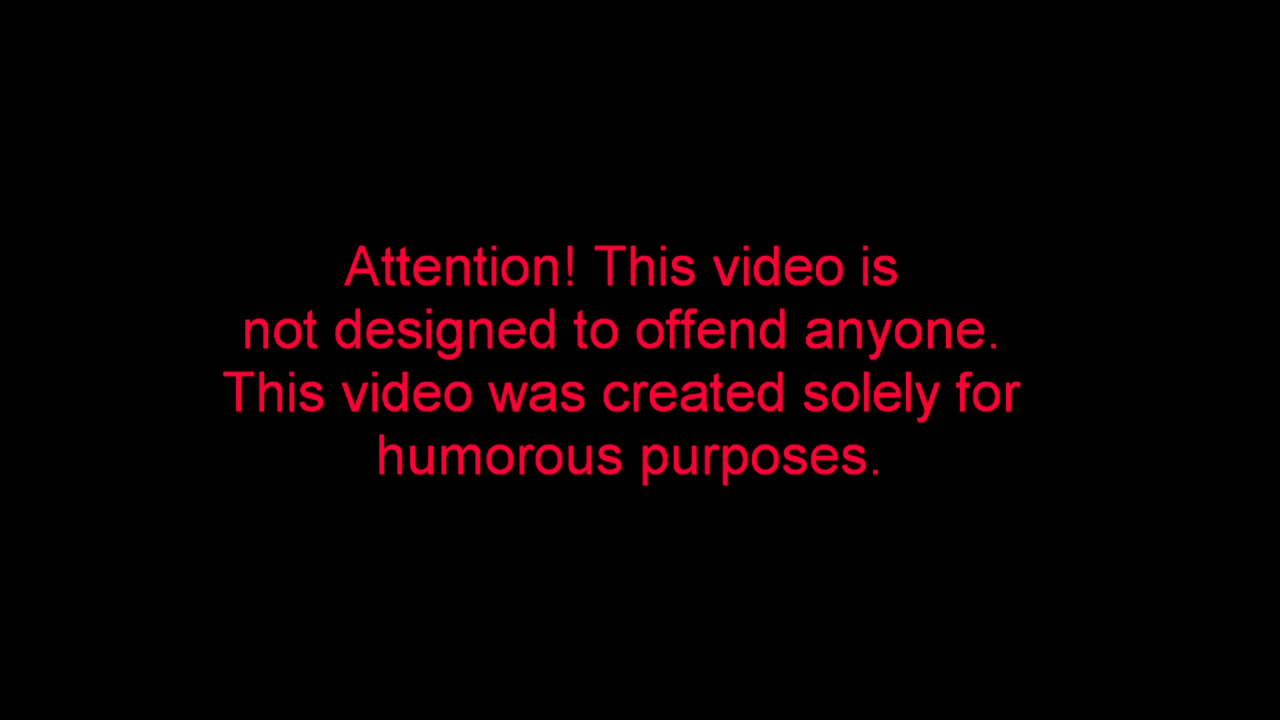 Attention! This video is
not designed to offend anyone.
This video was created solely for
humorous purposes.